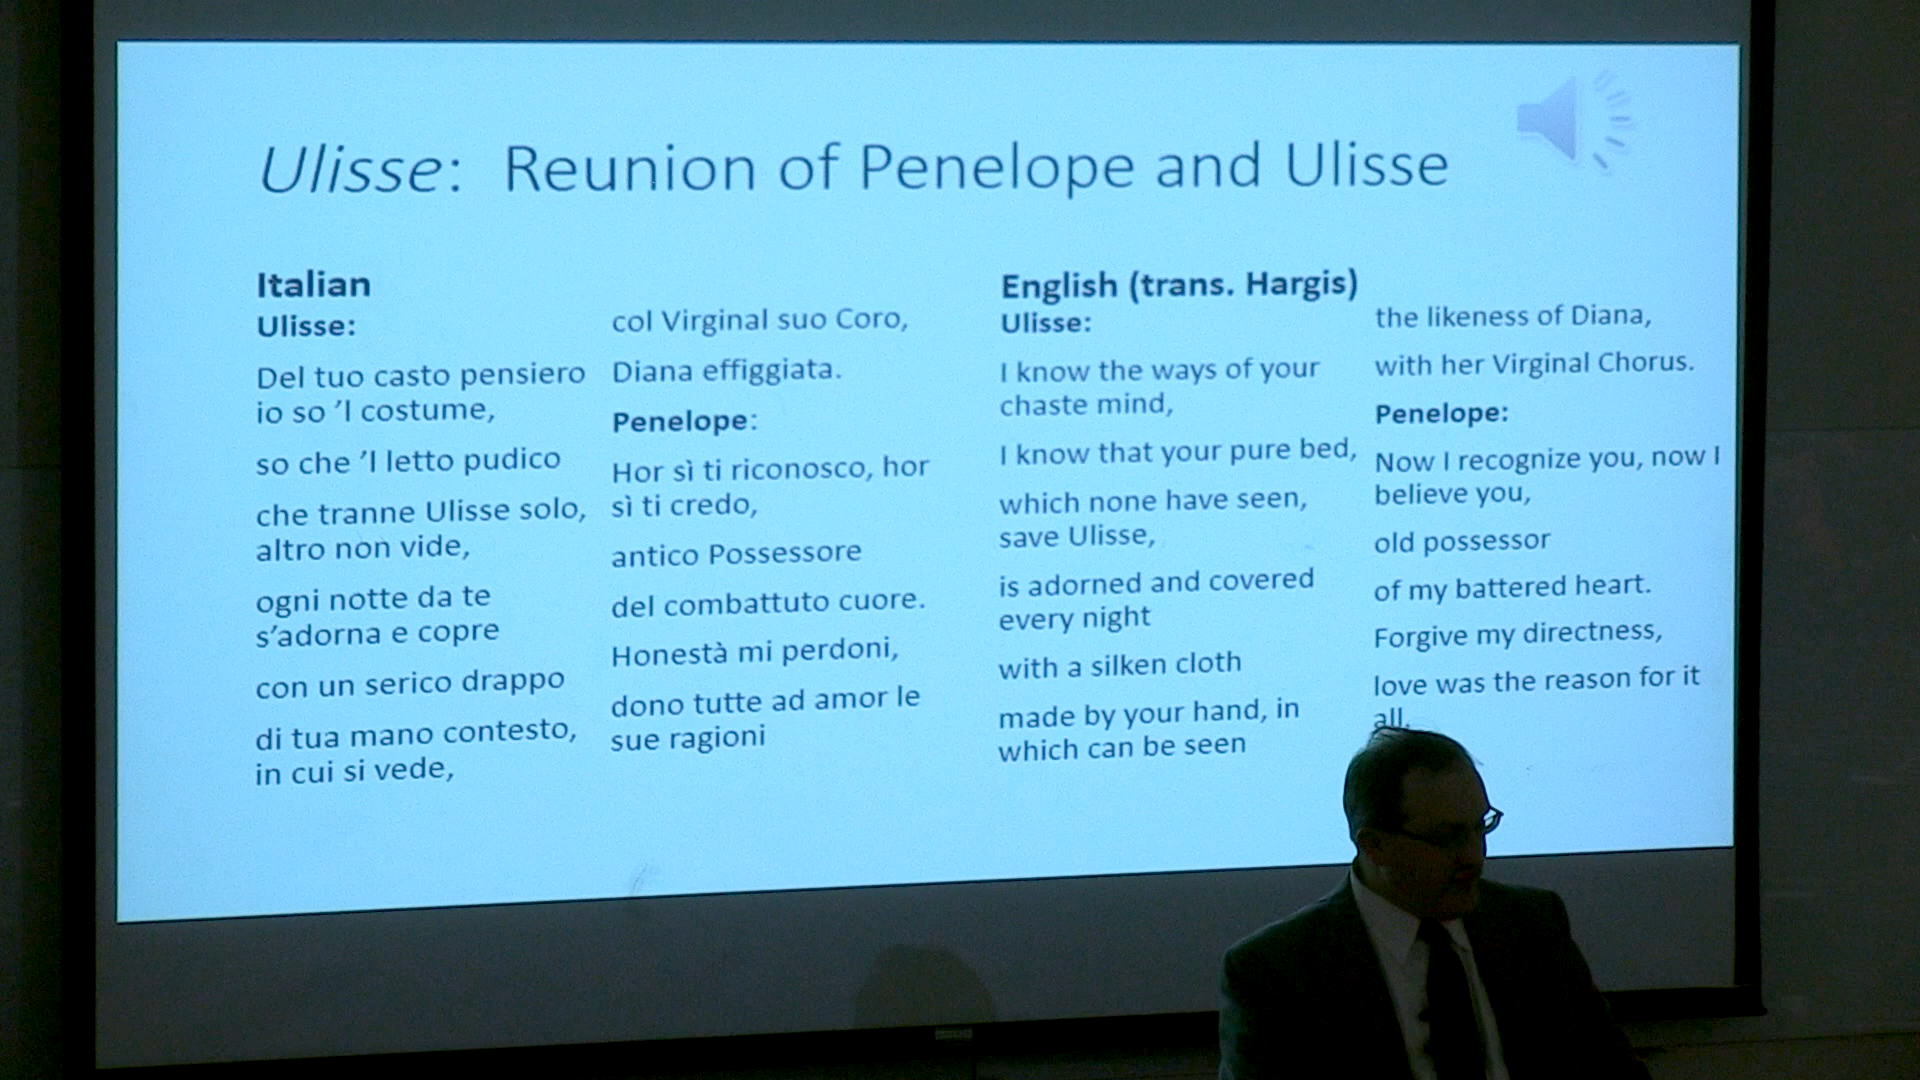 Ulisse: Reunion of Penelope and Ulisse
Italian
Ulisse:
Del tuo casto pensiero
io so ’l costume,
so che ’l letto pudico
che tranne Ulisse solo,
altro non vide,
ogni notte da te
s’adorna e copre
con un serico drappo
di tua mano contesto,
in cui si vede,
col Virginal suo Coro,
Diana effiggiata.
Penelope:
Hor sì ti riconosco, hor
sì ti credo,
antico Possessore
del combattuto cuore.
Honestà mi perdoni,
dono tutte ad amor le
sue ragioni
English (trans. Hargis)
Ulisse:
I know the ways of your
chaste mind,
I know that your pure bed,
which none have seen,
save Ulisse,
is adorned and covered
every night
with a silken cloth
made by your hand, in
which can be seen
the likeness of Diana,
with her Virginal Chorus.
Penelope:
Now I recognize you, now I
believe you,
old possessor
of my battered heart.
Forgive my directness,
love was the reason for it
all.